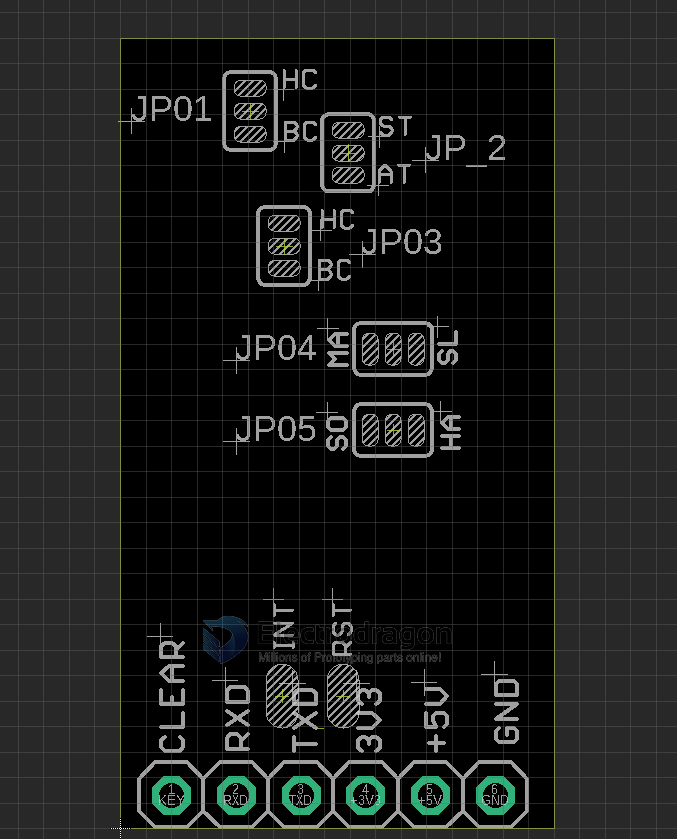 HC
JP01
BC
ST
JP_2
AT
HC
JP03
BC
JP04
MA
SL
JP05
SO
HA
INT
RST
Electrodragon
Millions of Prototyping parts online!
CLEAR
RXD
TXD
3V3
+5V
GND
1 2 3 4 5 6
KEY RXD TXD +3V3 +5V GND